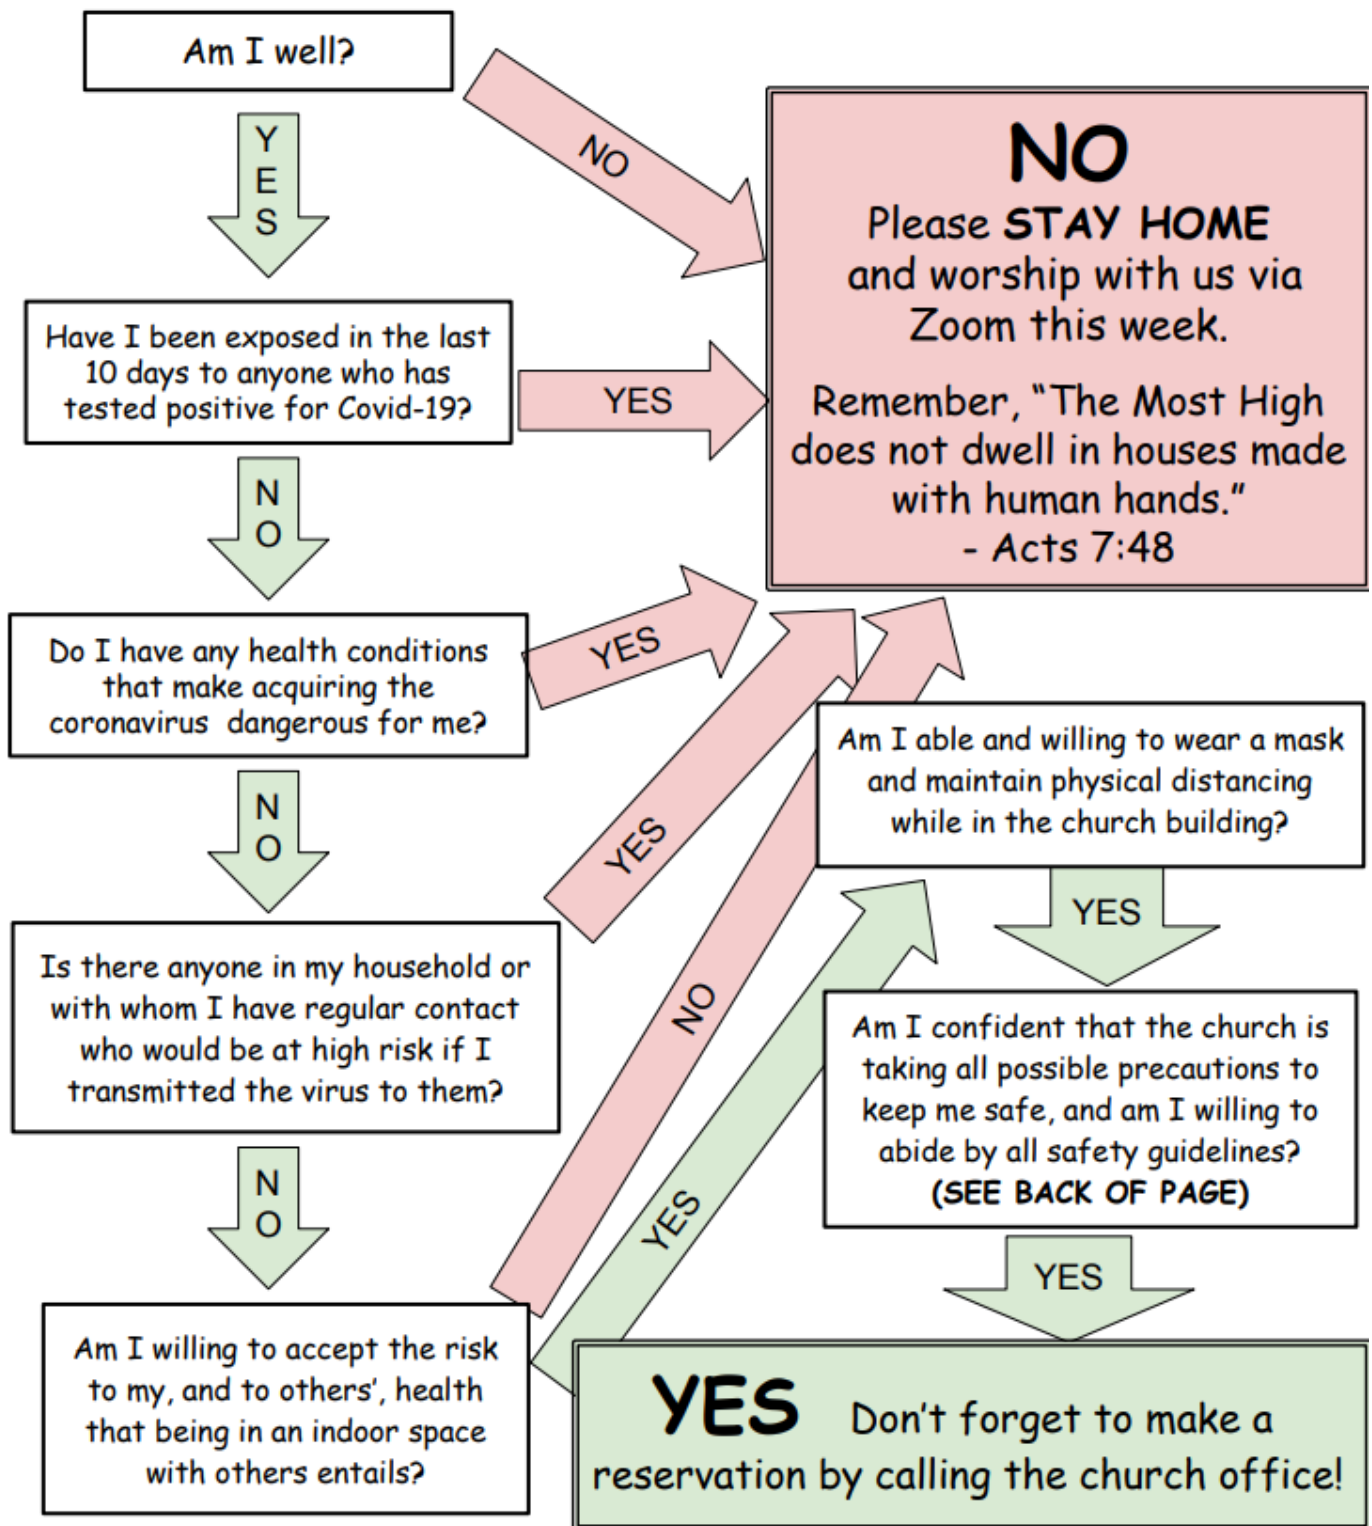 Am I well?
YES
NO
NO
Please STAY HOME
and worship with us via
Zoom this week.
Remember, “The Most High
does not dwell in houses made
with human hands.”
- Acts 7:48
Have I been exposed in the last
10 days to anyone who has
tested positive for Covid-19?
YES
NO
Do I have any health conditions
that make acquiring the
coronavirus dangerous for me?
YES
NO
Is there anyone in my household or
with whom I have regular contact
who would be at high risk if I
transmitted the virus to them?
YES
NO
Am I willing to accept the risk
to my, and to others’, health
that being in an indoor space
with others entails?
NO
YES
Am I able and willing to wear a mask
and maintain physical distancing
while in the church building?
YES
Am I confident that the church is
taking all possible precautions to
keep me safe, and am I willing to
abide by all safety guidelines?
(SEE BACK OF PAGE)
YES
YES Don’t forget to make a
reservation by calling the church office!